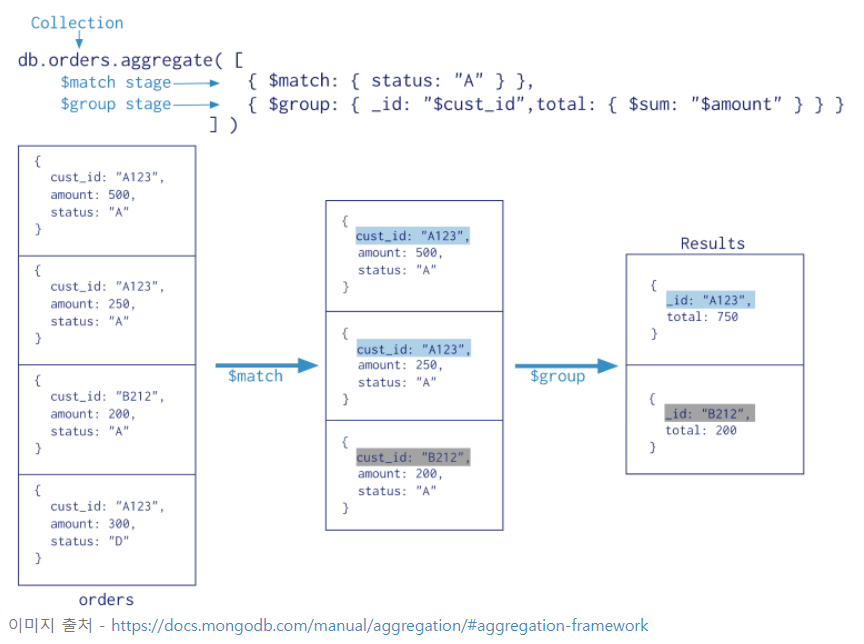 Collection
db.orders.aggregate( [
$match stage
{ $match: { status: "A" } },
$group stage
{ $group: { _id: "$cust_id",total: { $sum: "$amount" } } }
] )
{
cust_id: "A123",
amount: 500,
status: "A"
}
{
cust_id: "A123",
amount: 250,
status: "A"
}
{
cust_id: "B212",
amount: 200,
status: "A"
}
{
cust_id: "A123",
amount: 300,
status: "D"
}
orders
$match
{
cust_id: "A123",
amount: 500,
status: "A"
}
{
cust_id: "A123",
amount: 250,
status: "A"
}
{
cust_id: "B212",
amount: 200,
status: "A"
}
$group
Results
{
_id: "A123",
total: 750
}
{
_id: "B212",
total: 200
}
이미지 출처 - https://docs.mongodb.com/manual/aggregation/#aggregation-framework